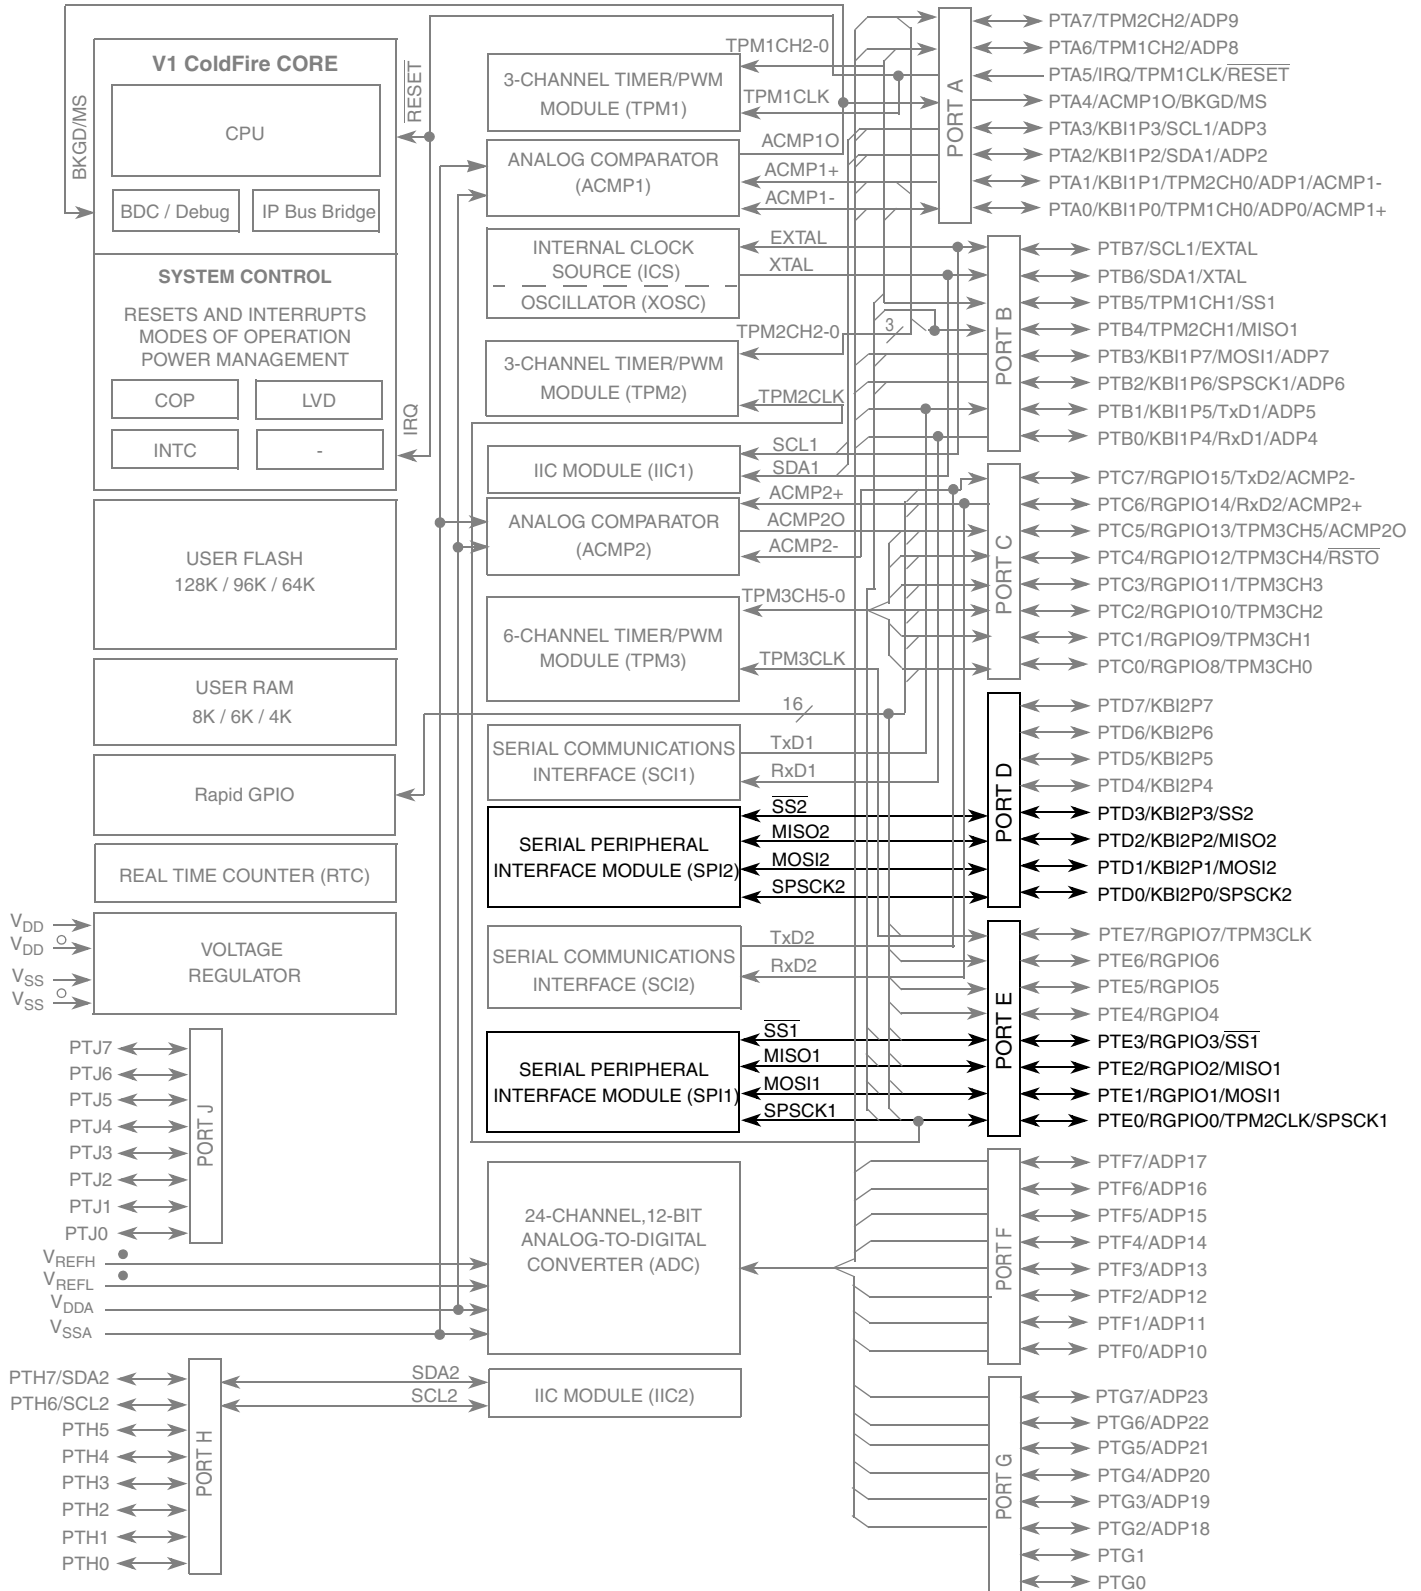 BKGD/MS
V1 ColdFire CORE
CPU
BDC / Debug
IP Bus Bridge
RESET
SYSTEM CONTROL
RESETS AND INTERRUPTS
MODES OF OPERATION
POWER MANAGEMENT
COP
LVD
INTC
-
IRQ
USER FLASH
128K / 96K / 64K
USER RAM
8K / 6K / 4K
Rapid GPIO
REAL TIME COUNTER (RTC)
VOLTAGE
REGULATOR
VDD
VDD
VSS
VSS
PTJ7
PTJ6
PTJ5
PTJ4
PTJ3
PTJ2
PTJ1
PTJ0
PORT J
VREFH
VREFL
VDDA
VSSA
PTH7/SDA2
PTH6/SCL2
PTH5
PTH4
PTH3
PTH2
PTH1
PTH0
PORT H
3-CHANNEL TIMER/PWM
MODULE (TPM1)
TPM1CH2-0
TPM1CLK
ANALOG COMPARATOR
(ACMP1)
ACMP1O
ACMP1+
ACMP1-
INTERNAL CLOCK
SOURCE (ICS)
OSCILLATOR (XOSC)
EXTAL
XTAL
3-CHANNEL TIMER/PWM
MODULE (TPM2)
TPM2CH2-0
3
TPM2CLK
IIC MODULE (IIC1)
SCL1
SDA1
ANALOG COMPARATOR
(ACMP2)
ACMP2+
ACMP2O
ACMP2-
6-CHANNEL TIMER/PWM
MODULE (TPM3)
TPM3CH5-0
TPM3CLK
16
SERIAL COMMUNICATIONS
INTERFACE (SCI1)
TxD1
RxD1
SERIAL PERIPHERAL
INTERFACE MODULE (SPI2)
SS2
MISO2
MOSI2
SPSCK2
SERIAL COMMUNICATIONS
INTERFACE (SCI2)
TxD2
RxD2
SERIAL PERIPHERAL
INTERFACE MODULE (SPI1)
SS1
MISO1
MOSI1
SPSCK1
24-CHANNEL,12-BIT
ANALOG-TO-DIGITAL
CONVERTER (ADC)
SDA2
SCL2
IIC MODULE (IIC2)
PORT A
PTA7/TPM2CH2/ADP9
PTA6/TPM1CH2/ADP8
PTA5/IRQ/TPM1CLK/RESET
PTA4/ACMP1O/BKGD/MS
PTA3/KBI1P3/SCL1/ADP3
PTA2/KBI1P2/SDA1/ADP2
PTA1/KBI1P1/TPM2CH0/ADP1/ACMP1-
PTA0/KBI1P0/TPM1CH0/ADP0/ACMP1+
PORT B
PTB7/SCL1/EXTAL
PTB6/SDA1/XTAL
PTB5/TPM1CH1/SS1
PTB4/TPM2CH1/MISO1
PTB3/KBI1P7/MOSI1/ADP7
PTB2/KBI1P6/SPSCK1/ADP6
PTB1/KBI1P5/TxD1/ADP5
PTB0/KBI1P4/RxD1/ADP4
PORT C
PTC7/RGPIO15/TxD2/ACMP2-
PTC6/RGPIO14/RxD2/ACMP2+
PTC5/RGPIO13/TPM3CH5/ACMP2O
PTC4/RGPIO12/TPM3CH4/RSTO
PTC3/RGPIO11/TPM3CH3
PTC2/RGPIO10/TPM3CH2
PTC1/RGPIO9/TPM3CH1
PTC0/RGPIO8/TPM3CH0
PORT D
PTD7/KBI2P7
PTD6/KBI2P6
PTD5/KBI2P5
PTD4/KBI2P4
PTD3/KBI2P3/SS2
PTD2/KBI2P2/MISO2
PTD1/KBI2P1/MOSI2
PTD0/KBI2P0/SPSCK2
PORT E
PTE7/RGPIO7/TPM3CLK
PTE6/RGPIO6
PTE5/RGPIO5
PTE4/RGPIO4
PTE3/RGPIO3/SS1
PTE2/RGPIO2/MISO1
PTE1/RGPIO1/MOSI1
PTE0/RGPIO0/TPM2CLK/SPSCK1
PORT F
PTF7/ADP17
PTF6/ADP16
PTF5/ADP15
PTF4/ADP14
PTF3/ADP13
PTF2/ADP12
PTF1/ADP11
PTF0/ADP10
PORT G
PTG7/ADP23
PTG6/ADP22
PTG5/ADP21
PTG4/ADP20
PTG3/ADP19
PTG2/ADP18
PTG1
PTG0